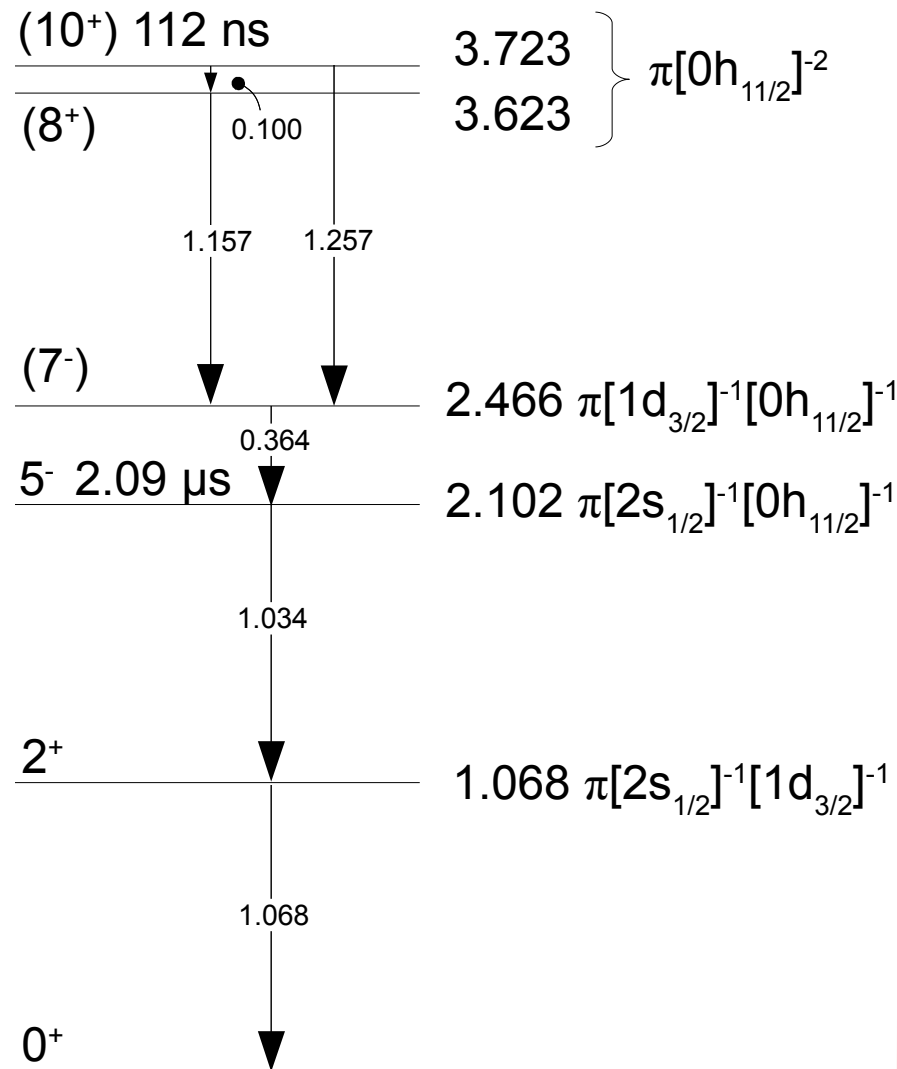 (10⁺) 112 ns
3.723
π[0h₁₁/₂]⁻²
(8⁺)
0.100
3.623
1.157
1.257
(7⁻)
2.466 π[1d₃/₂]⁻¹[0h₁₁/₂]⁻¹
0.364
5⁻ 2.09 μs
2.102 π[2s₁/₂]⁻¹[0h₁₁/₂]⁻¹
1.034
2⁺
1.068 π[2s₁/₂]⁻¹[1d₃/₂]⁻¹
1.068
0⁺